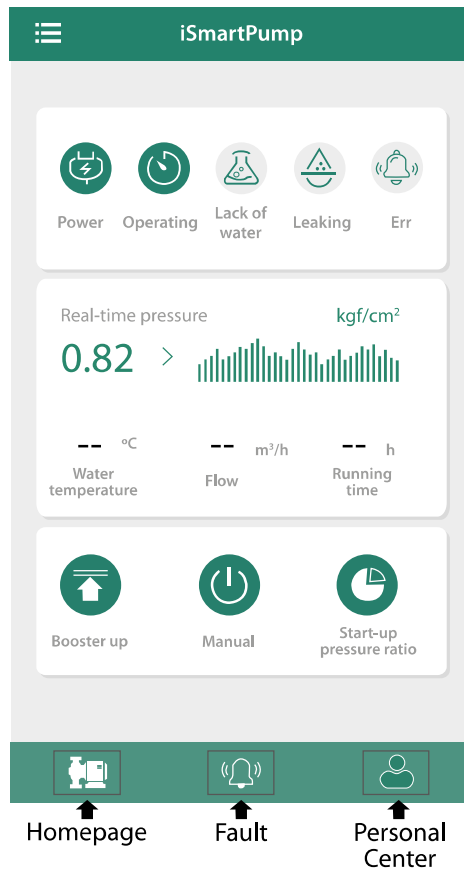 iSmartPump
Power
Operating
Lack of
water
Leaking
Err
Real-time pressure
kgf/cm²
0.82 >
-- ºC
-- m³/h
-- h
Water
temperature
Flow
Running
time
Booster up
Manual
Start-up
pressure ratio
Homepage
Fault
Personal
Center